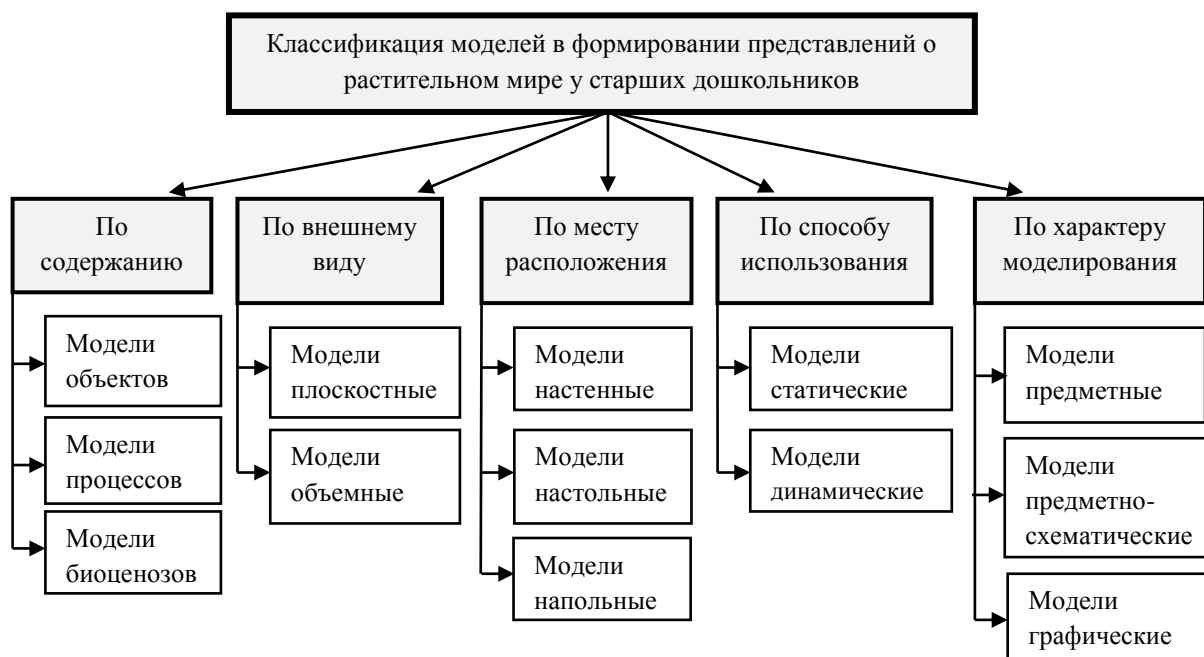 Классификация моделей в формировании представлений о
растительном мире у старших дошкольников
По
содержанию
Модели
объектов
Модели
процессов
Модели
биоценозов
По внешнему
виду
Модели
плоскостные
Модели
объемные
По месту
расположения
Модели
настенные
Модели
настольные
Модели
напольные
По способу
использования
Модели
статические
Модели
динамические
По характеру
моделирования
Модели
предметные
Модели
предметно-
схематические
Модели
графические